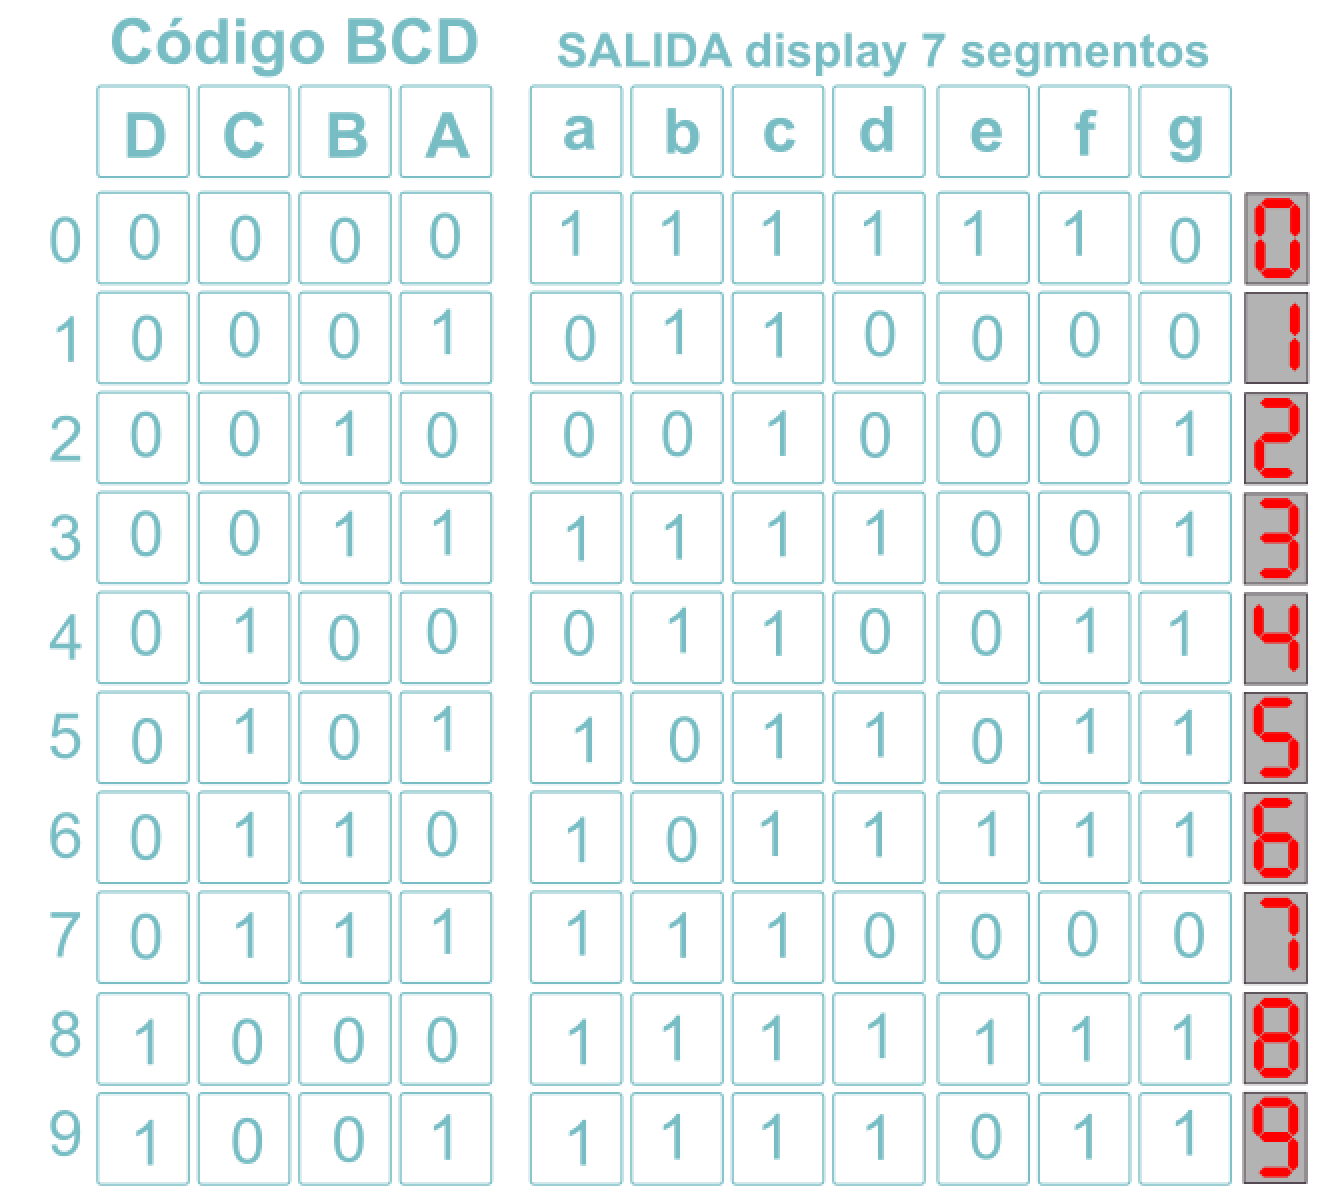 Código BCD SALIDA display 7 segmentos
D C B A a b c d e f g
0 0 0 0 0 1 1 1 1 1 1 0 0
1 0 0 0 1 0 1 1 0 0 0 0 1
2 0 0 1 0 0 0 1 0 0 0 1 2
3 0 0 1 1 1 1 1 1 0 0 1 3
4 0 1 0 0 0 1 1 0 0 1 1 4
5 0 1 0 1 1 0 1 1 0 1 1 5
6 0 1 1 0 1 0 1 1 1 1 1 6
7 0 1 1 1 1 1 1 0 0 0 0 7
8 1 0 0 0 1 1 1 1 1 1 1 8
9 1 0 0 1 1 1 1 1 0 1 1 9